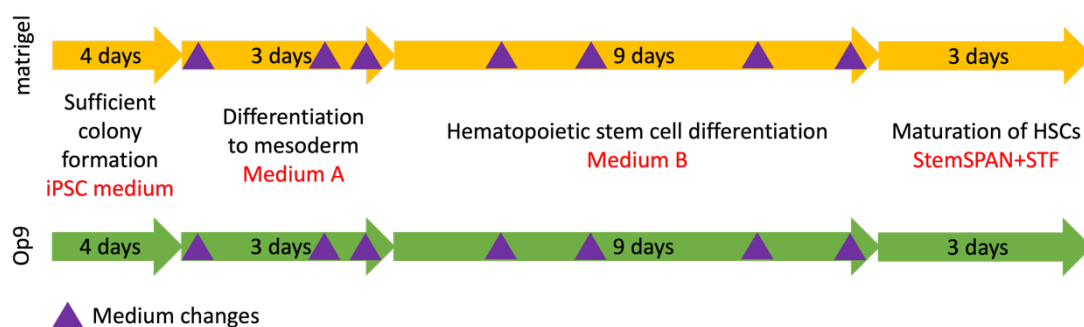 matrigel
4 days
3 days
9 days
3 days
Sufficient
colony
formation
iPSC medium
Differentiation
to mesoderm
Medium A
Hematopoietic stem cell differentiation
Medium B
Maturation of HSCs
StemSPAN+STF
Op9
4 days
3 days
9 days
3 days
Medium changes